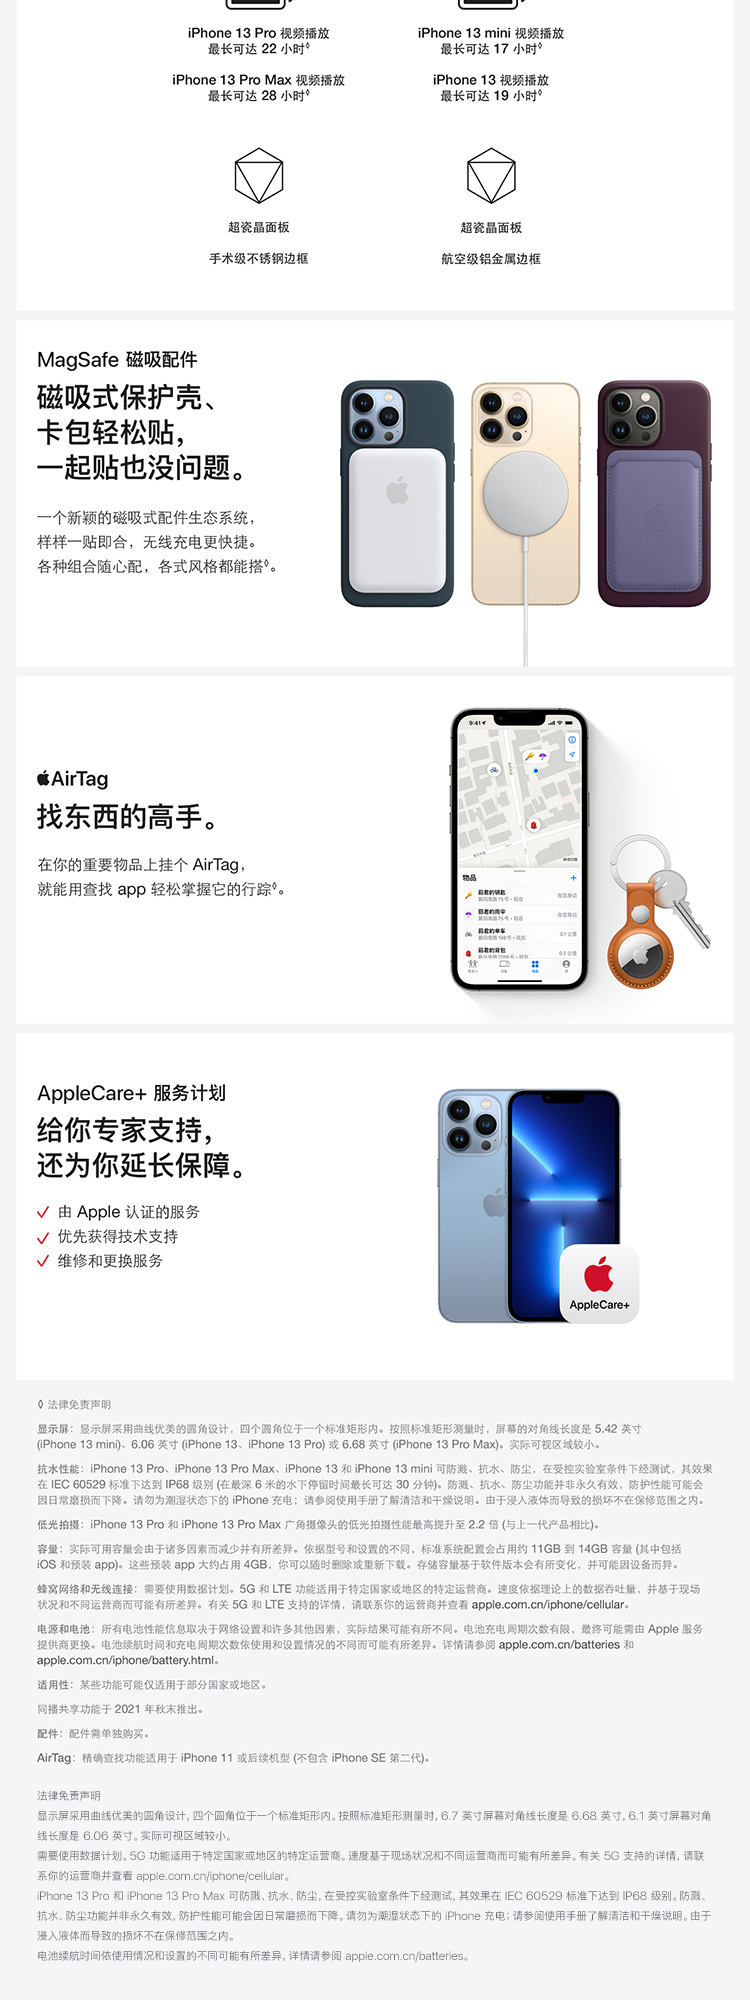 iPhone 13 Pro 视频播放
最长可达 22 小时◊
iPhone 13 mini 视频播放
最长可达 17 小时◊
iPhone 13 Pro Max 视频播放
最长可达 28 小时◊
iPhone 13 视频播放
最长可达 19 小时◊
超瓷晶面板
手术级不锈钢边框
超瓷晶面板
航空级铝金属边框
MagSafe 磁吸配件
磁吸式保护壳、
卡包轻松贴，
一起贴也没问题。
一个新颖的磁吸式配件生态系统，
样样一贴即合，无线充电更快捷。
各种组合随心配，各式风格都能搭◊。
AirTag
找东西的高手。
在你的重要物品上挂个 AirTag，
就能用查找 app 轻松掌握它的行踪◊。
9:41
物品
+
在您身边
在您身边
0.1 公里
0.2 公里
AppleCare+ 服务计划
给你专家支持，
还为你延长保障。
由 Apple 认证的服务
优先获得技术支持
维修和更换服务
AppleCare+
◊ 法律免责声明
显示屏：显示屏采用曲线优美的圆角设计，四个圆角位于一个标准矩形内。按照标准矩形测量时，屏幕的对角线长度是 5.42 英寸
(iPhone 13 mini)、6.06 英寸 (iPhone 13、iPhone 13 Pro) 或 6.68 英寸 (iPhone 13 Pro Max)。实际可视区域较小。
抗水性能：iPhone 13 Pro、iPhone 13 Pro Max、iPhone 13 和 iPhone 13 mini 可防溅、抗水、防尘，在受控实验室条件下经测试，其效果
在 IEC 60529 标准下达到 IP68 级别 (在最深 6 米的水下停留时间最长可达 30 分钟)。防溅、抗水、防尘功能并非永久有效，防护性能可能会
因日常磨损而下降。请勿为潮湿状态下的 iPhone 充电；请参阅使用手册了解清洁和干燥说明。由于浸入液体而导致的损坏不在保修范围之内。
低光拍摄：iPhone 13 Pro 和 iPhone 13 Pro Max 广角摄像头的低光拍摄性能最高提升至 2.2 倍 (与上一代产品相比)。
容量：实际可用容量会由于诸多因素而减少并有所差异。依据型号和设置的不同，标准系统配置会占用约 11GB 到 14GB 容量 (其中包括
iOS 和预装 app)。这些预装 app 大约占用 4GB，你可以随时删除或重新下载。存储容量基于软件版本会有所变化，并可能因设备而异。
蜂窝网络和无线连接：需要使用数据计划。5G 和 LTE 功能适用于特定国家或地区的特定运营商。速度依据理论上的数据吞吐量，并基于现场
状况和不同运营商而可能有所差异。有关 5G 和 LTE 支持的详情，请联系你的运营商并查看 apple.com.cn/iphone/cellular。
电源和电池：所有电池性能信息取决于网络设置和许多其他因素，实际结果可能有所不同。电池充电周期次数有限，最终可能需由 Apple 服务
提供商更换。电池续航时间和充电周期次数依使用和设置情况的不同而可能有所差异。详情请参阅 apple.com.cn/batteries 和
apple.com.cn/iphone/battery.html。
适用性：某些功能可能仅适用于部分国家或地区。
同播共享功能于 2021 年秋末推出。
配件：配件需单独购买。
AirTag：精确查找功能适用于 iPhone 11 或后续机型 (不包含 iPhone SE 第二代)。
法律免责声明
显示屏采用曲线优美的圆角设计，四个圆角位于一个标准矩形内。按照标准矩形测量时，6.7 英寸屏幕对角线长度是 6.68 英寸，6.1 英寸屏幕对角
线长度是 6.06 英寸。实际可视区域较小。
需要使用数据计划。5G 功能适用于特定国家或地区的特定运营商。速度基于现场状况和不同运营商而可能有所差异。有关 5G 支持的详情，请联
系你的运营商并查看 apple.com.cn/iphone/cellular。
iPhone 13 Pro 和 iPhone 13 Pro Max 可防溅、抗水、防尘，在受控实验室条件下经测试，其效果在 IEC 60529 标准下达到 IP68 级别。防溅、
抗水、防尘功能并非永久有效，防护性能可能会因日常磨损而下降。请勿为潮湿状态下的 iPhone 充电；请参阅使用手册了解清洁和干燥说明。由于
浸入液体而导致的损坏不在保修范围之内。
电池续航时间依使用情况和设置的不同可能有所差异，详情请参阅 apple.com.cn/batteries。